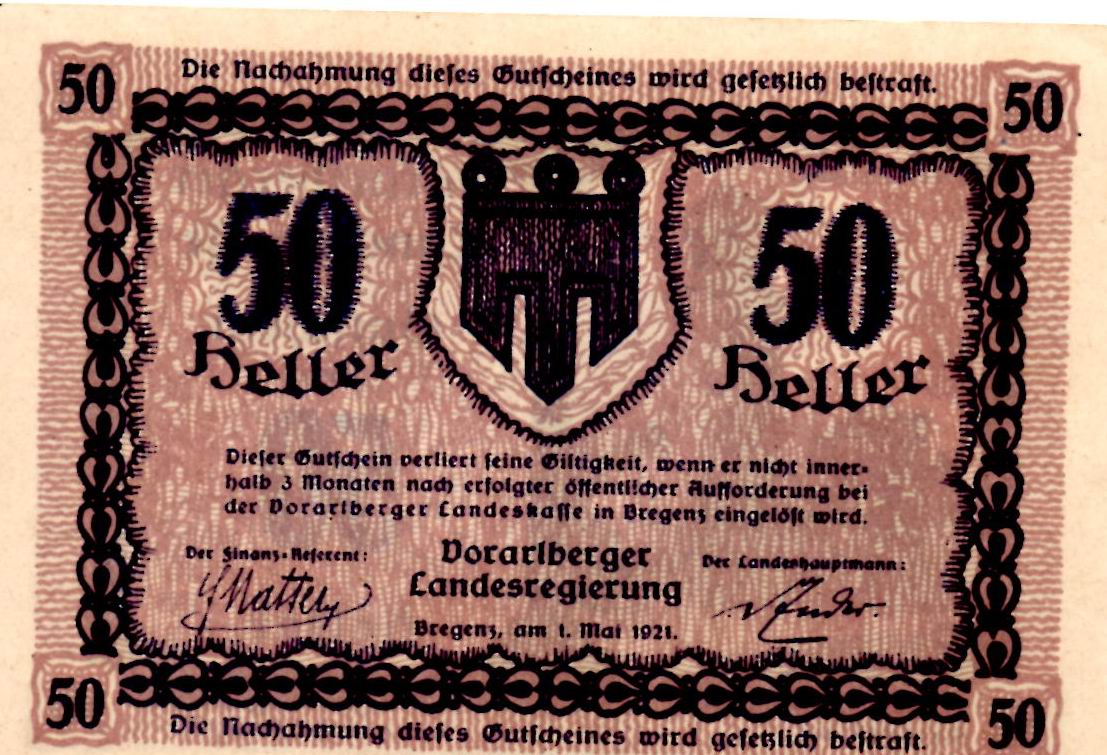 50 Die Nachahmung dieses Gutscheines wird gesetzlich bestraft. 50
50 50
Heller Heller
Dieser Gutschein verliert seine Giltigkeit, wenn er nicht inner-
halb 3 Monaten nach erfolgter öffentlicher Aufforderung bei
der Vorarlberger Landeskasse in Bregenz eingelöst wird.
Der Finanz-Referent: Vorarlberger Der Landeshauptmann:
Landesregierung
Bregenz, am 1. Mai 1921.
50 Die Nachahmung dieses Gutscheines wird gesetzlich bestraft. 50